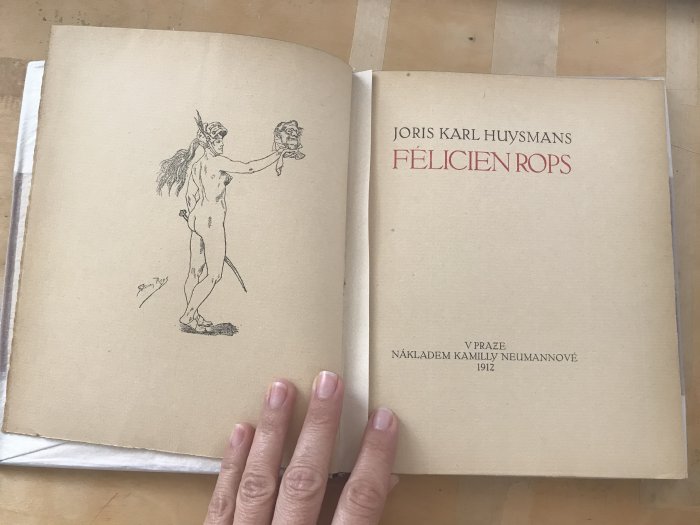 JORIS KARL HUYSMANS
FÉLICIEN ROPS
V PRAZE
NÁKLADEM KAMILLY NEUMANNOVÉ
1912